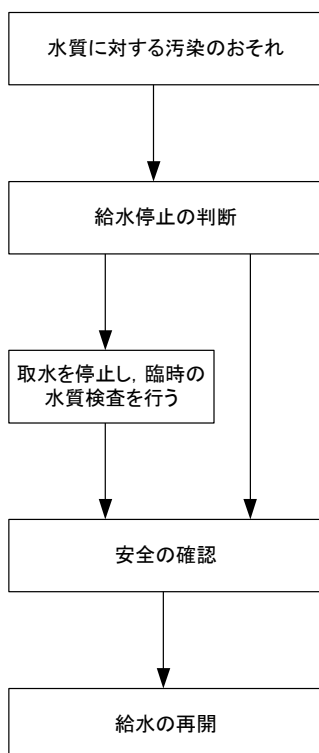 水質に対する汚染のおそれ
給水停止の判断
取水を停止し，臨時の
水質検査を行う
安全の確認
給水の再開